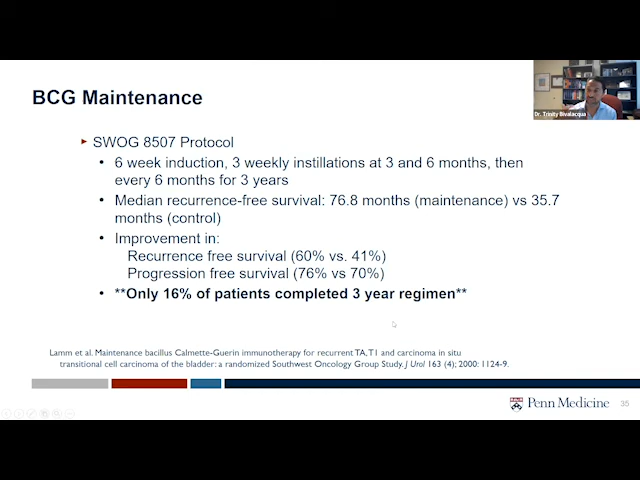 Dr. Trinity Bivalacqua
BCG Maintenance
SWOG 8507 Protocol
• 6 week induction, 3 weekly instillations at 3 and 6 months, then
every 6 months for 3 years
• Median recurrence-free survival: 76.8 months (maintenance) vs 35.7
months (control)
• Improvement in:
Recurrence free survival (60% vs. 41%)
Progression free survival (76% vs 70%)
• **Only 16% of patients completed 3 year regimen**
Lamm et al. Maintenance bacillus Calmette-Guerin immunotherapy for recurrent TA, T1 and carcinoma in situ
transitional cell carcinoma of the bladder: a randomized Southwest Oncology Group Study. J Urol 163 (4); 2000: 1124-9.
Penn Medicine
35